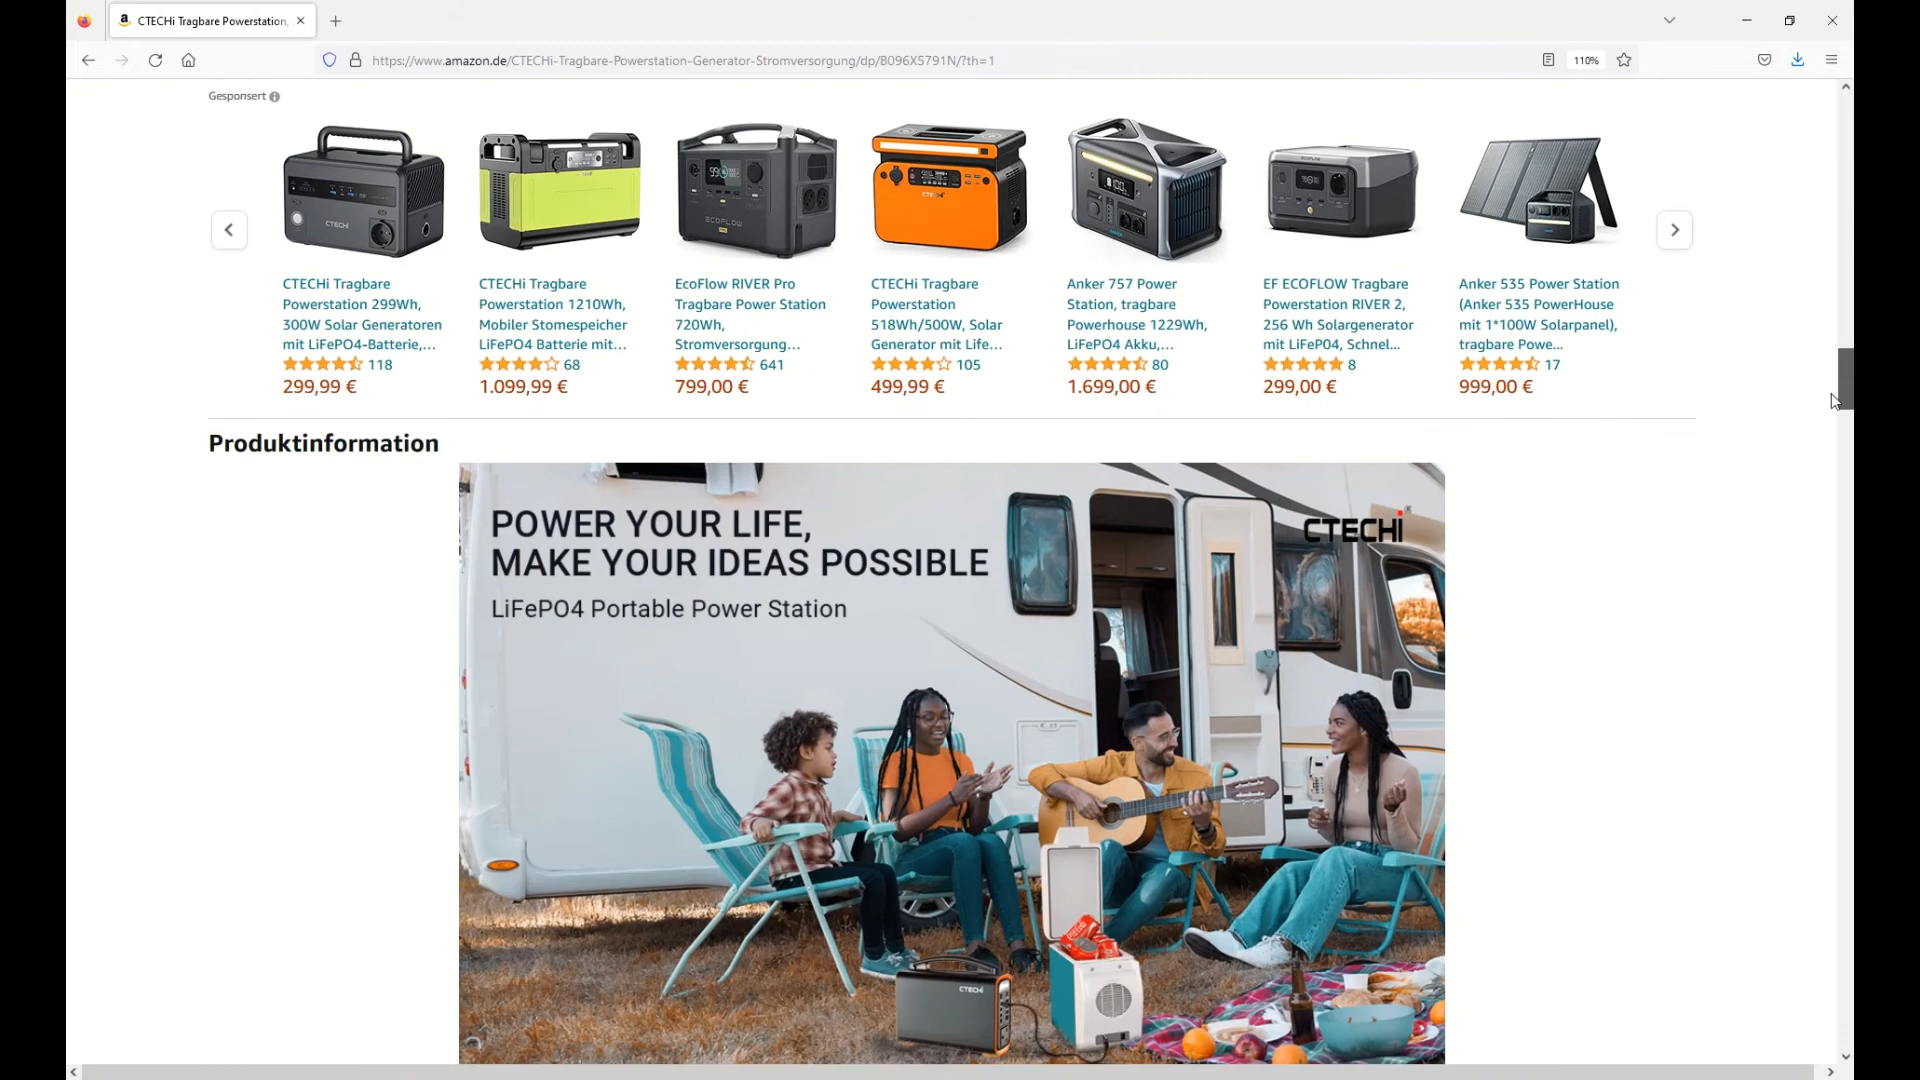 CTECHi Tragbare Powerstation,
https://www.amazon.de/CTECHi-Tragbare-Powerstation-Generator-Stromversorgung/dp/B096X5791N/?th=1
110%
Gesponsert
CTECHi
ECOFLOW
CTECHi
CTECHi Tragbare
Powerstation 299Wh,
300W Solar Generatoren
mit LiFePO4-Batterie,...
118
299,99 €
CTECHi Tragbare
Powerstation 1210Wh,
Mobiler Stomespeicher
LiFePO4 Batterie mit...
68
1.099,99 €
EcoFlow RIVER Pro
Tragbare Power Station
720Wh,
Stromversorgung...
641
799,00 €
CTECHi Tragbare
Powerstation
518Wh/500W, Solar
Generator mit Life...
105
499,99 €
Anker 757 Power
Station, tragbare
Powerhouse 1229Wh,
LiFePO4 Akku,...
80
1.699,00 €
EF ECOFLOW Tragbare
Powerstation RIVER 2,
256 Wh Solargenerator
mit LiFeP04, Schnel...
8
299,00 €
Anker 535 Power Station
(Anker 535 PowerHouse
mit 1*100W Solarpanel),
tragbare Powe...
17
999,00 €
Produktinformation
POWER YOUR LIFE,
MAKE YOUR IDEAS POSSIBLE
LiFePO4 Portable Power Station
CTECHi
CTECHi